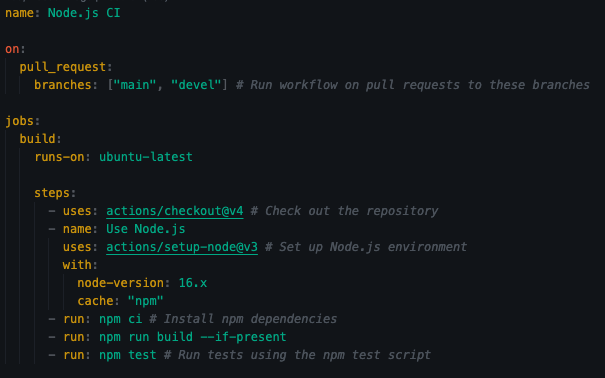 name: Node.js CI
on:
pull_request:
branches: ["main", "devel"] # Run workflow on pull requests to these branches
jobs:
build:
runs-on: ubuntu-latest
steps:
- uses: actions/checkout@v4 # Check out the repository
- name: Use Node.js
uses: actions/setup-node@v3 # Set up Node.js environment
with:
node-version: 16.x
cache: "npm"
- run: npm ci # Install npm dependencies
- run: npm run build --if-present
- run: npm test # Run tests using the npm test script